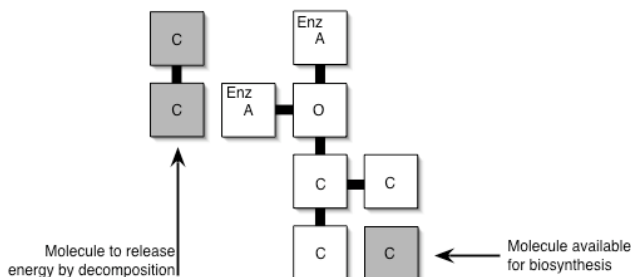 C
Enz
A
C
Enz
A
O
C
C
C
C
Molecule to release
energy by decomposition
Molecule available
for biosynthesis